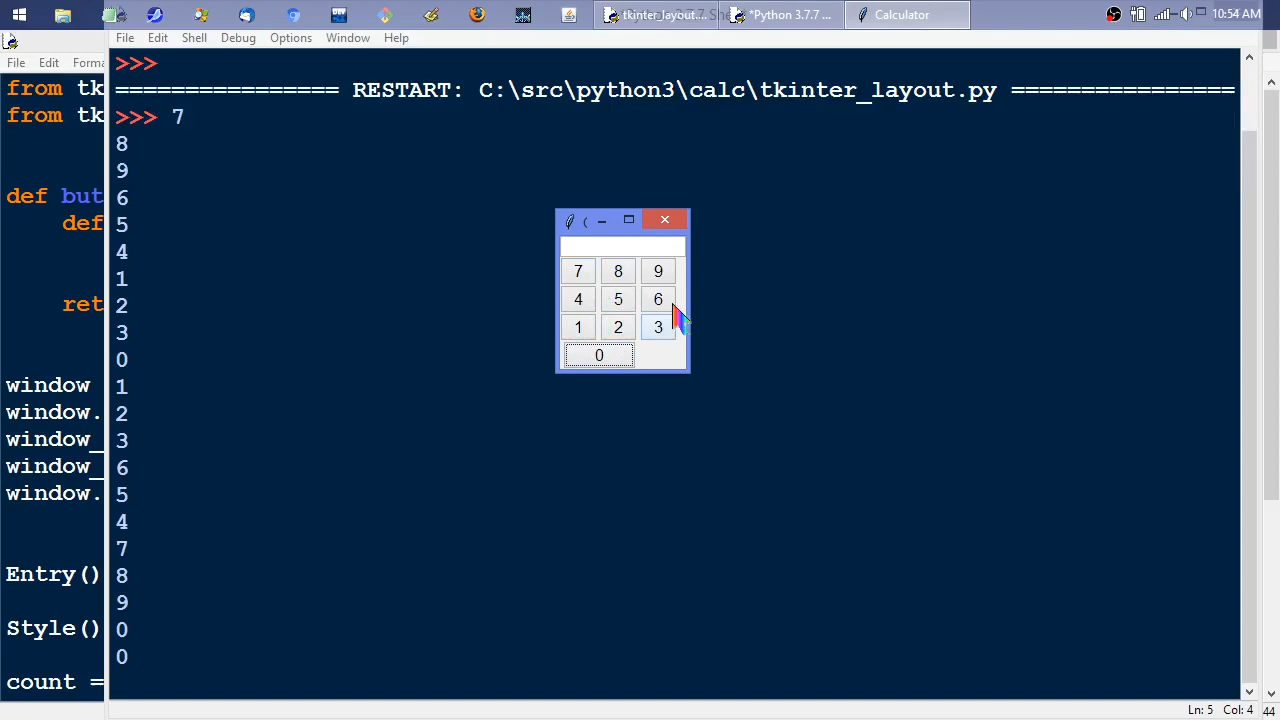 tkinter_layout....
*Python 3.7.7 ...
Calculator
10:54 AM
File Edit Forma
File Edit Shell Debug Options Window Help
from tk
from tk
def but
def
ret
window
window.
window_
window_
window.
Entry()
Style()
count =
>>>
================ RESTART: C:\src\python3\calc\tkinter_layout.py ================
>>> 7
8
9
6
5
4
1
2
3
0
1
2
3
6
5
4
7
8
9
0
0
7 8 9
4 5 6
1 2 3
0
Ln: 5 Col: 4
44